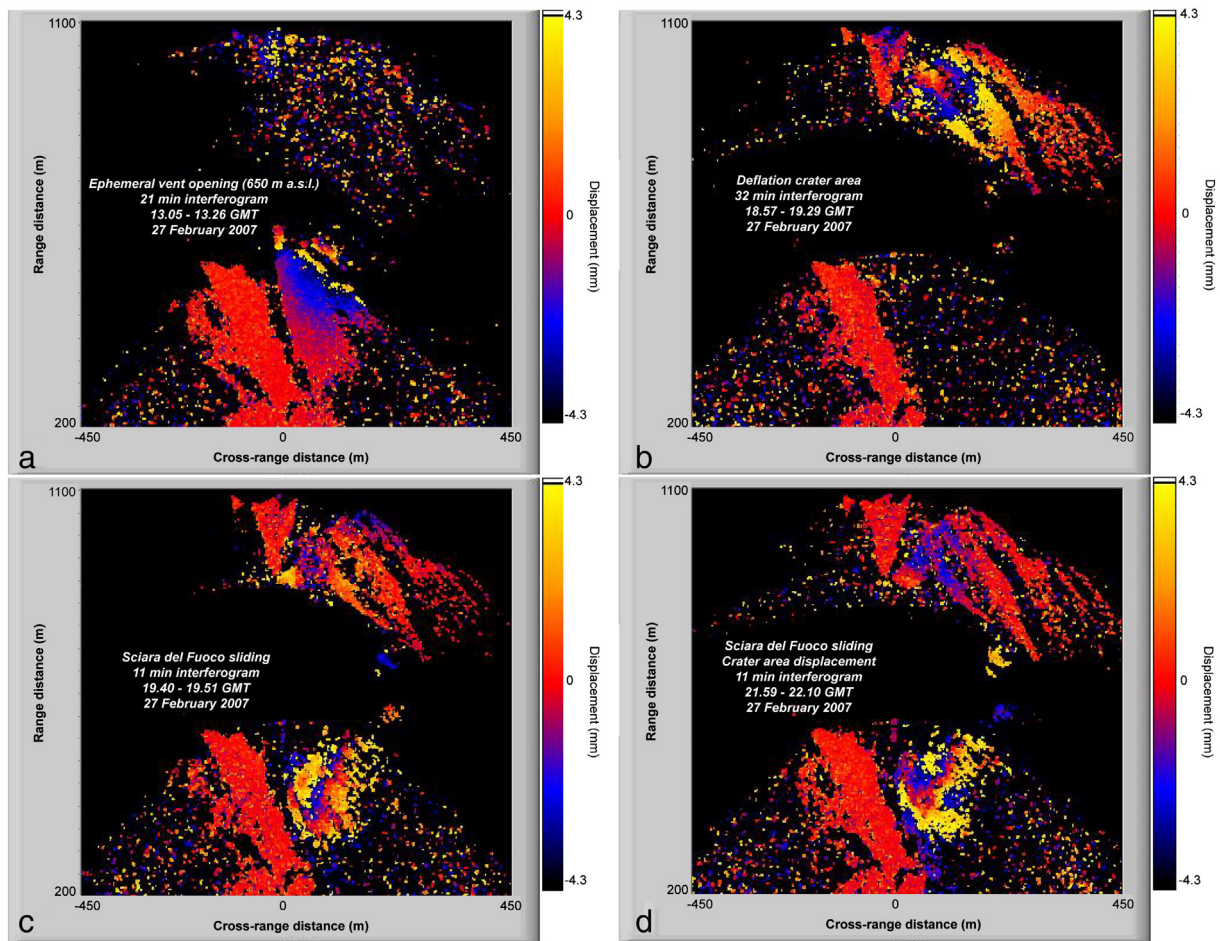 a
1100
Range distance (m)
200
-450
0
450
Cross-range distance (m)
Ephemeral vent opening (650 m a.s.l.)
21 min interferogram
13.05 - 13.26 GMT
27 February 2007
4.3
0
-4.3
Displacement (mm)
b
1100
Range distance (m)
200
-450
0
450
Cross-range distance (m)
Deflation crater area
32 min interferogram
18.57 - 19.29 GMT
27 February 2007
4.3
0
-4.3
Displacement (mm)
c
1100
Range distance (m)
200
-450
0
450
Cross-range distance (m)
Sciara del Fuoco sliding
11 min interferogram
19.40 - 19.51 GMT
27 February 2007
4.3
0
-4.3
Displacement (mm)
d
1100
Range distance (m)
200
-450
0
450
Cross-range distance (m)
Sciara del Fuoco sliding
Crater area displacement
11 min interferogram
21.59 - 22.10 GMT
27 February 2007
4.3
0
-4.3
Displacement (mm)